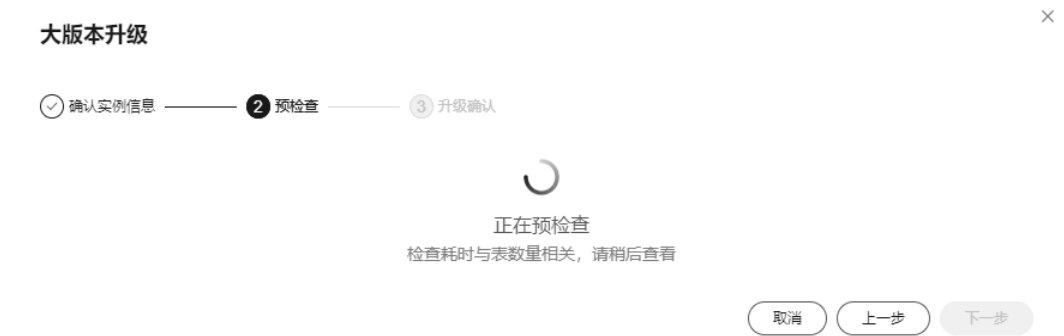 大版本升级
确认实例信息 2 预检查 3 升级确认
正在预检查
检查耗时与表数量相关，请稍后查看
取消 上一步 下一步